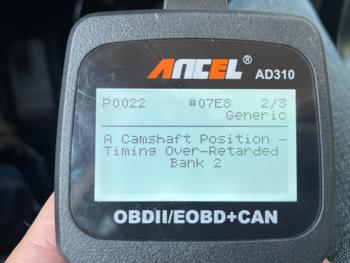 ANCEL® AD310
P0022 #07E8 2/3
Generic
A Camshaft Position -
Timing Over-Retarded
Bank 2
OBDII/EOBD+CAN